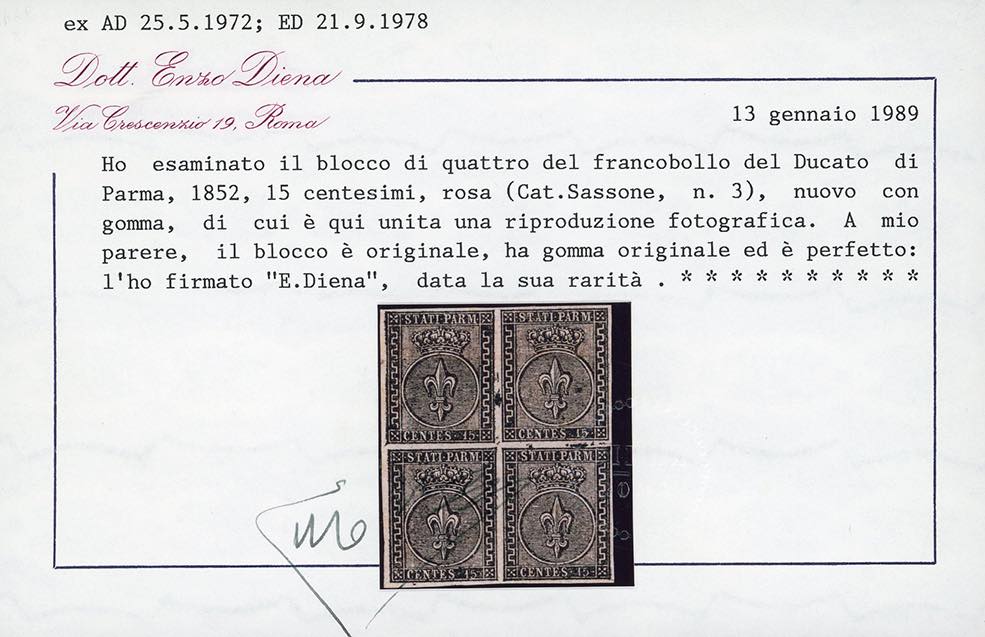 ex AD 25.5.1972; ED 21.9.1978
Dott. Enzo Diena
Via Crescenzio 19, Roma
13 gennaio 1989
Ho esaminato il blocco di quattro del francobollo del Ducato di
Parma, 1852, 15 centesimi, rosa (Cat.Sassone, n. 3), nuovo con
gomma, di cui è qui unita una riproduzione fotografica. A mio
parere, il blocco è originale, ha gomma originale ed è perfetto:
l'ho firmato "E.Diena", data la sua rarità . * * * * * * * * * *
STATI PARM STATI PARM
CENTES 15 CENTES 15
STATI PARM STATI PARM
CENTES 15 CENTES 15